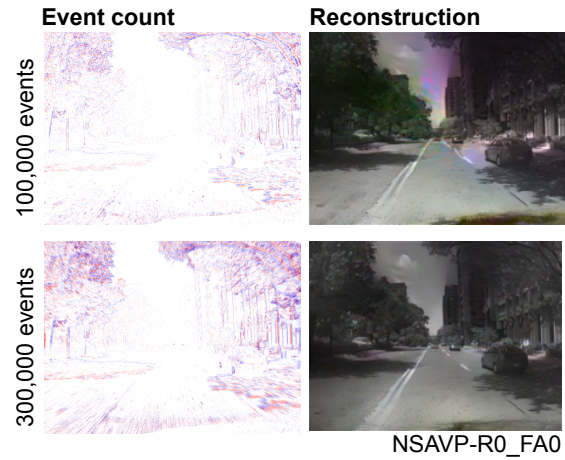 Event count Reconstruction
100,000 events
300,000 events
NSAVP-R0_FA0